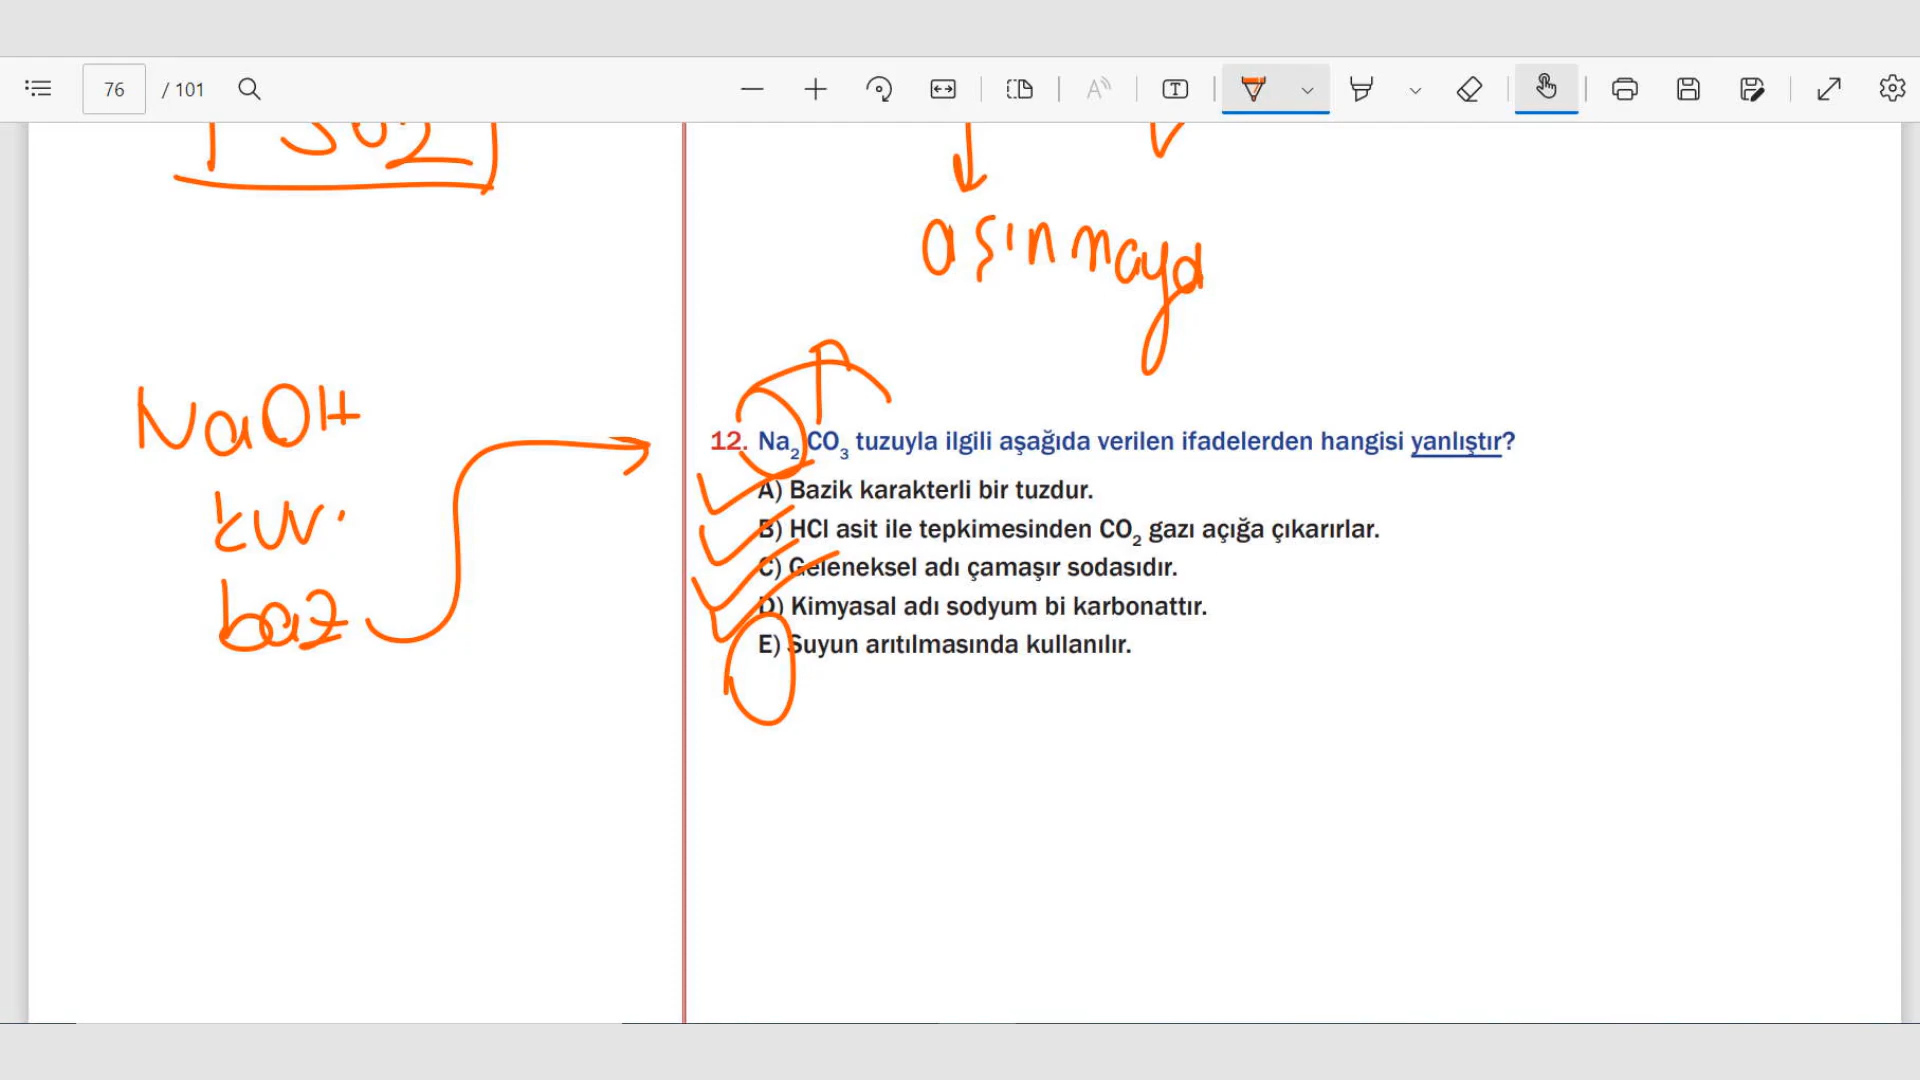 76 / 101
SO2
aşınmayd
NaOH
kuv.
baz
12. Na₂CO₃ tuzuyla ilgili aşağıda verilen ifadelerden hangisi yanlıştır?
A) Bazik karakterli bir tuzdur.
B) HCl asit ile tepkimesinden CO₂ gazı açığa çıkarırlar.
C) Geleneksel adı çamaşır sodasıdır.
D) Kimyasal adı sodyum bi karbonattır.
E) Suyun arıtılmasında kullanılır.